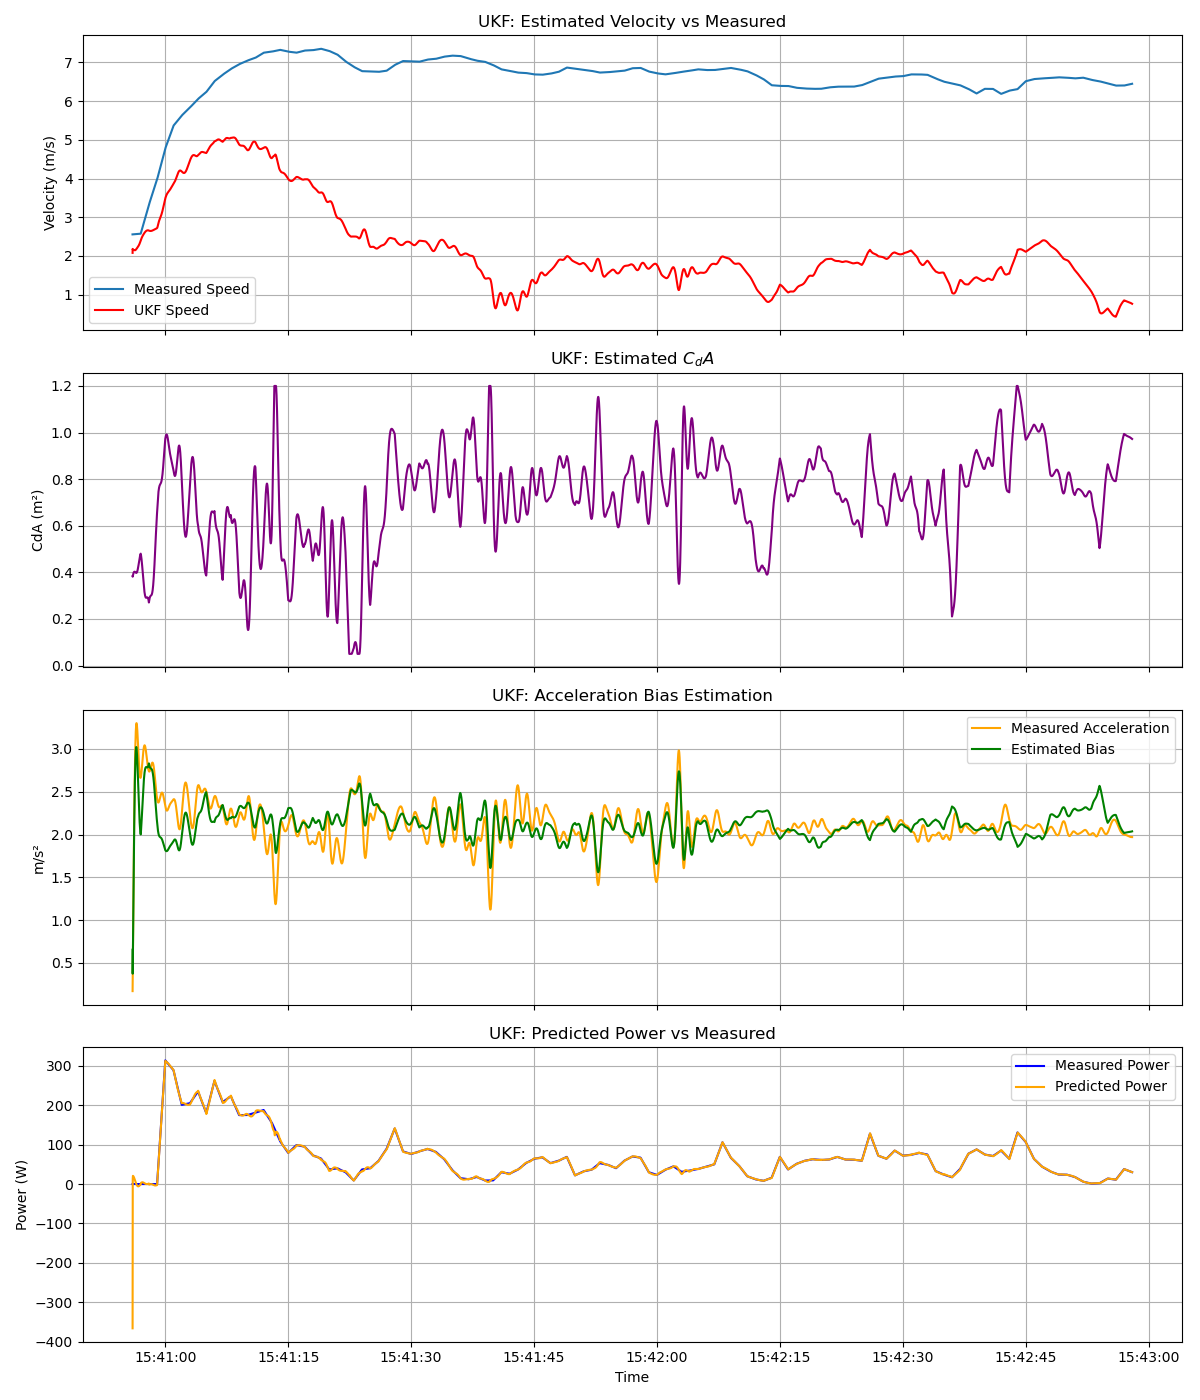 UKF: Estimated Velocity vs Measured
Velocity (m/s)
7
6
5
4
3
2
1
Measured Speed
UKF Speed
UKF: Estimated CdA
CdA (m²)
1.2
1.0
0.8
0.6
0.4
0.2
0.0
UKF: Acceleration Bias Estimation
m/s²
3.0
2.5
2.0
1.5
1.0
0.5
Measured Acceleration
Estimated Bias
UKF: Predicted Power vs Measured
Power (W)
300
200
100
0
−100
−200
−300
−400
Measured Power
Predicted Power
15:41:00 15:41:15 15:41:30 15:41:45 15:42:00 15:42:15 15:42:30 15:42:45 15:43:00
Time